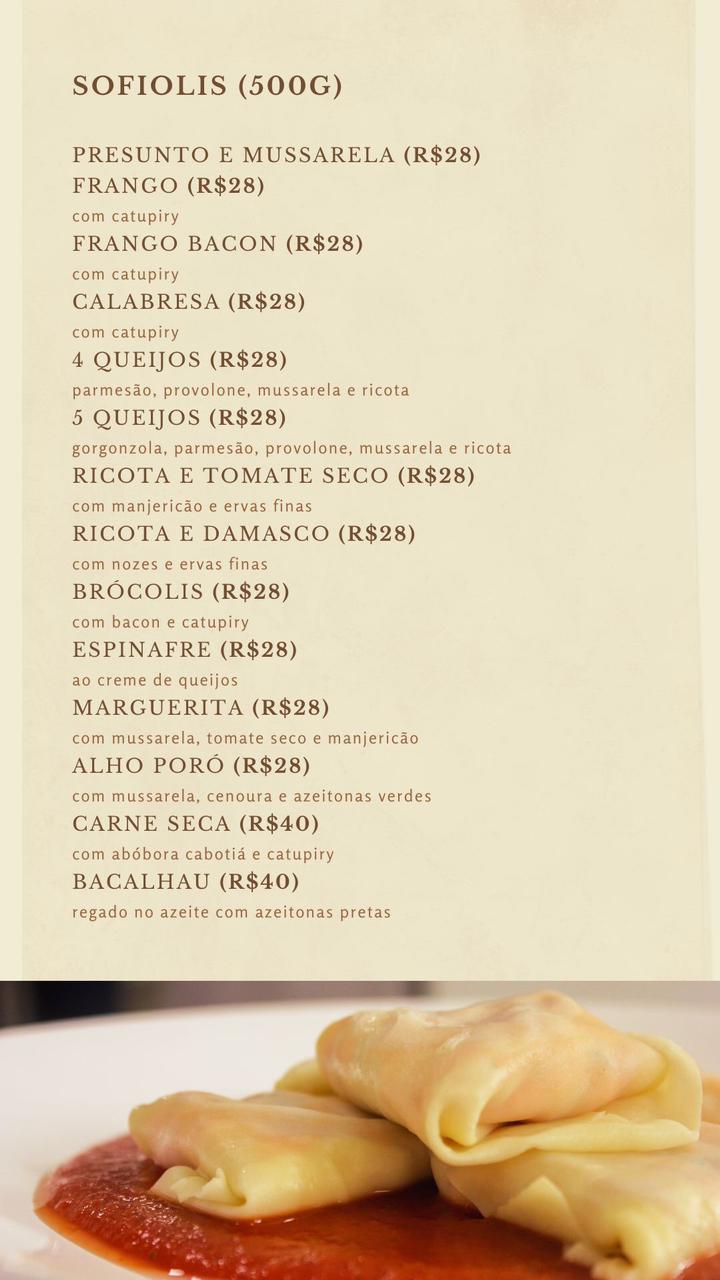 SOFIOLIS (500G)
PRESUNTO E MUSSARELA (R$28)
FRANGO (R$28)
com catupiry
FRANGO BACON (R$28)
com catupiry
CALABRESA (R$28)
com catupiry
4 QUEIJOS (R$28)
parmesão, provolone, mussarela e ricota
5 QUEIJOS (R$28)
gorgonzola, parmesão, provolone, mussarela e ricota
RICOTA E TOMATE SECO (R$28)
com manjericão e ervas finas
RICOTA E DAMASCO (R$28)
com nozes e ervas finas
BRÓCOLIS (R$28)
com bacon e catupiry
ESPINAFRE (R$28)
ao creme de queijos
MARGUERITA (R$28)
com mussarela, tomate seco e manjericão
ALHO PORÓ (R$28)
com mussarela, cenoura e azeitonas verdes
CARNE SECA (R$40)
com abóbora cabotiá e catupiry
BACALHAU (R$40)
regado no azeite com azeitonas pretas